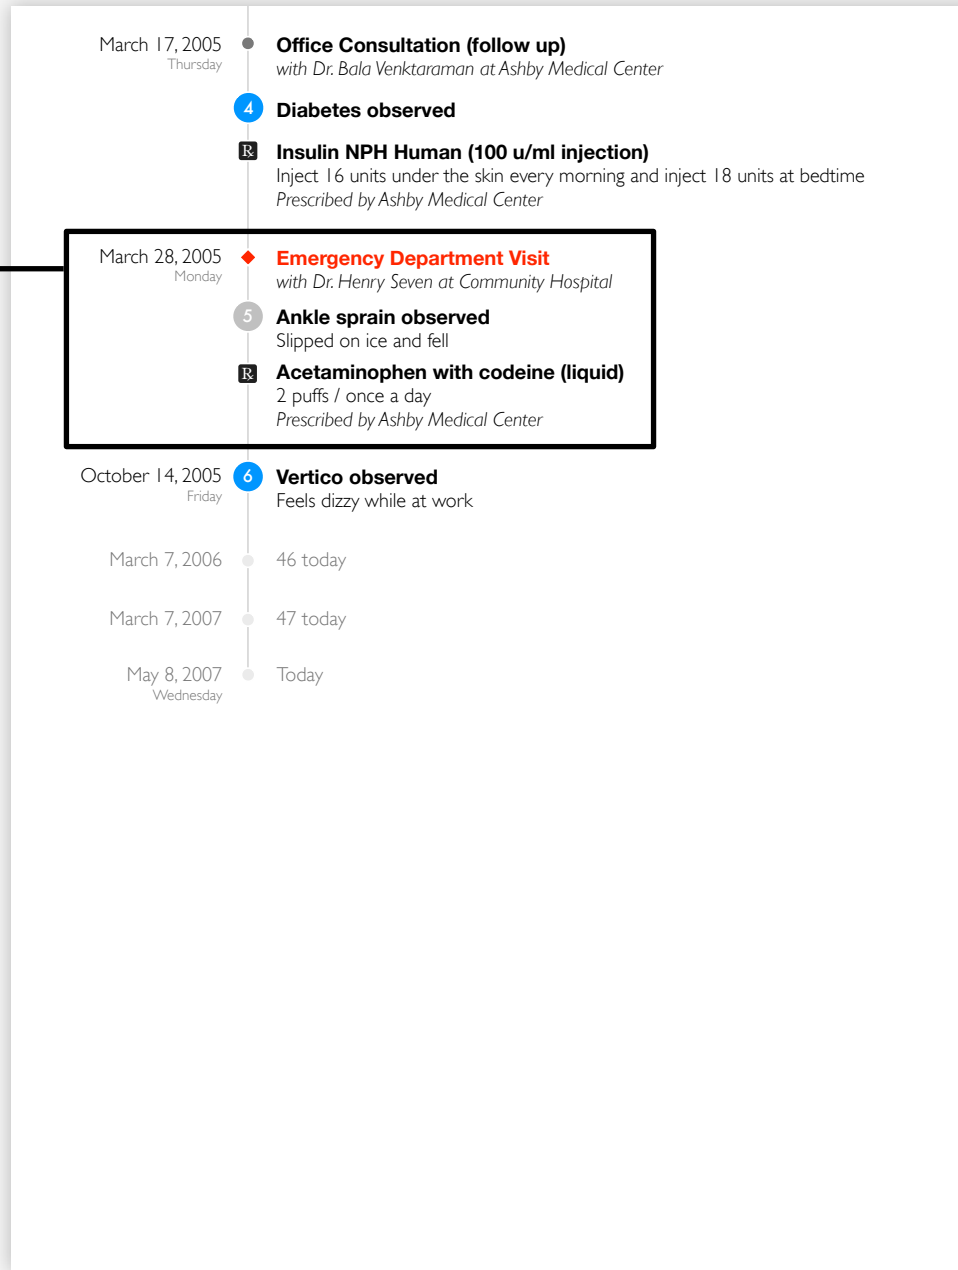 March 17, 2005
Thursday
Office Consultation (follow up)
with Dr. Bala Venktaraman at Ashby Medical Center
4
Diabetes observed
Rx
Insulin NPH Human (100 u/ml injection)
Inject 16 units under the skin every morning and inject 18 units at bedtime
Prescribed by Ashby Medical Center
March 28, 2005
Monday
Emergency Department Visit
with Dr. Henry Seven at Community Hospital
5
Ankle sprain observed
Slipped on ice and fell
Rx
Acetaminophen with codeine (liquid)
2 puffs / once a day
Prescribed by Ashby Medical Center
October 14, 2005
Friday
6
Vertico observed
Feels dizzy while at work
March 7, 2006
46 today
March 7, 2007
47 today
May 8, 2007
Wednesday
Today